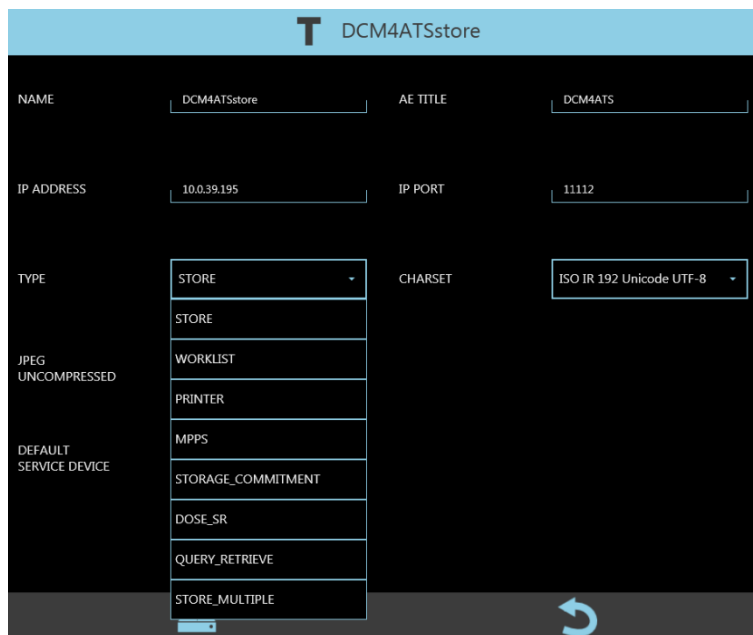 T DCM4ATSstore
NAME DCM4ATSstore AE TITLE DCM4ATS
IP ADDRESS 10.0.39.195 IP PORT 11112
TYPE STORE CHARSET ISO IR 192 Unicode UTF-8
STORE
WORKLIST
JPEG
UNCOMPRESSED
PRINTER
MPPS
DEFAULT
SERVICE DEVICE
STORAGE_COMMITMENT
DOSE_SR
QUERY_RETRIEVE
STORE_MULTIPLE